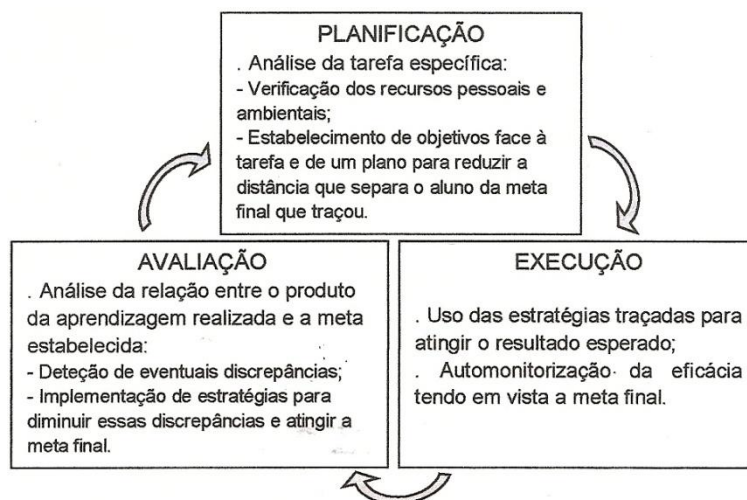 PLANIFICAÇÃO
. Análise da tarefa específica:
- Verificação dos recursos pessoais e
ambientais;
- Estabelecimento de objetivos face à
tarefa e de um plano para reduzir a
distância que separa o aluno da meta
final que traçou.
AVALIAÇÃO
. Análise da relação entre o produto
da aprendizagem realizada e a meta
estabelecida:
- Deteção de eventuais discrepâncias;
- Implementação de estratégias para
diminuir essas discrepâncias e atingir a
meta final.
EXECUÇÃO
. Uso das estratégias traçadas para
atingir o resultado esperado;
. Automonitorização da eficácia
tendo em vista a meta final.